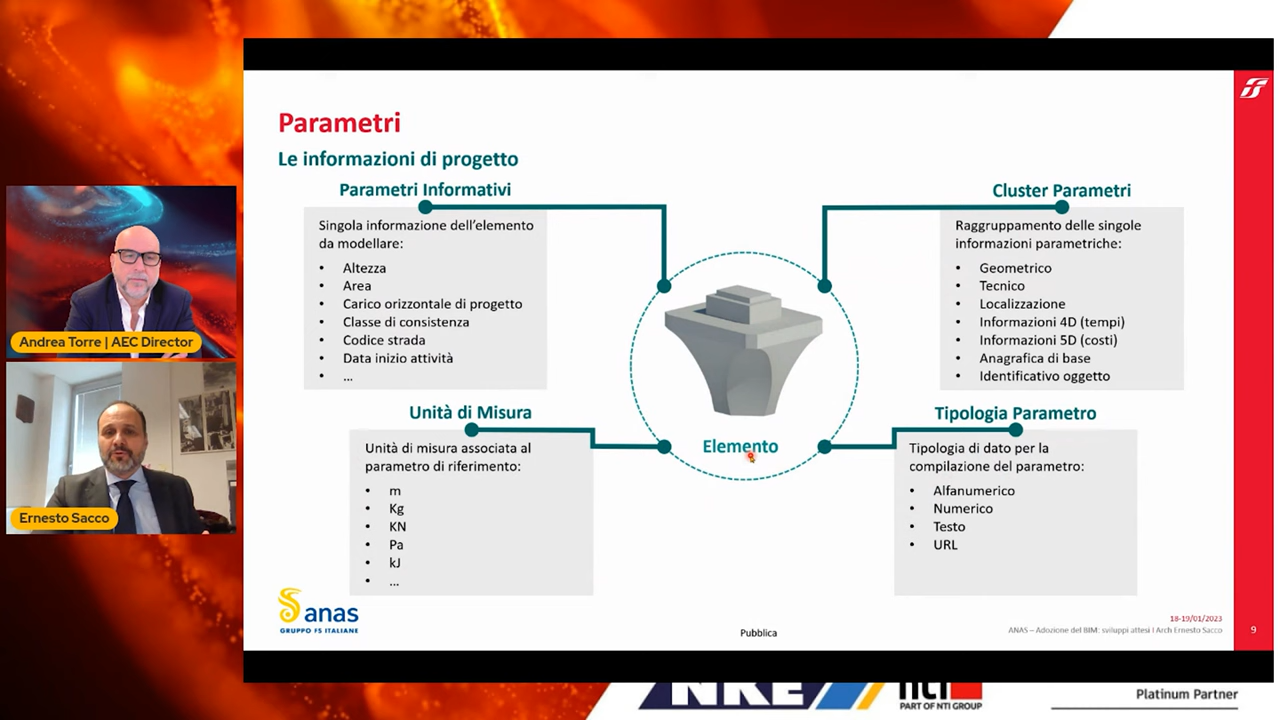 Parametri
Le informazioni di progetto
Parametri Informativi
Singola informazione dell'elemento
da modellare:
• Altezza
• Area
• Carico orizzontale di progetto
• Classe di consistenza
• Codice strada
• Data inizio attività
• ...
Cluster Parametri
Raggruppamento delle singole
informazioni parametriche:
• Geometrico
• Tecnico
• Localizzazione
• Informazioni 4D (tempi)
• Informazioni 5D (costi)
• Anagrafica di base
• Identificativo oggetto
Unità di Misura
Unità di misura associata al
parametro di riferimento:
• m
• Kg
• KN
• Pa
• kJ
• ...
Elemento
Tipologia Parametro
Tipologia di dato per la
compilazione del parametro:
• Alfanumerico
• Numerico
• Testo
• URL
Andrea Torre | AEC Director
Ernesto Sacco
anas
GRUPPO FS ITALIANE
Pubblica
18-19/01/2023
ANAS – Adozione del BIM: sviluppi attesi I Arch Ernesto Sacco
9
nti
PART OF NTI GROUP
Platinum Partner